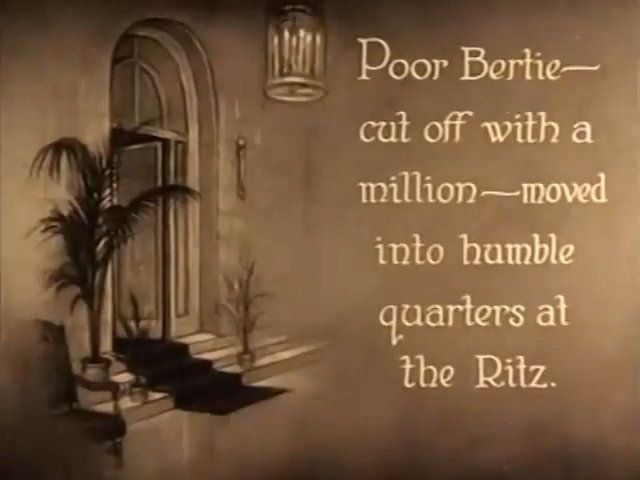 Poor Bertie—
cut off with a
million—moved
into humble
quarters at
the Ritz.